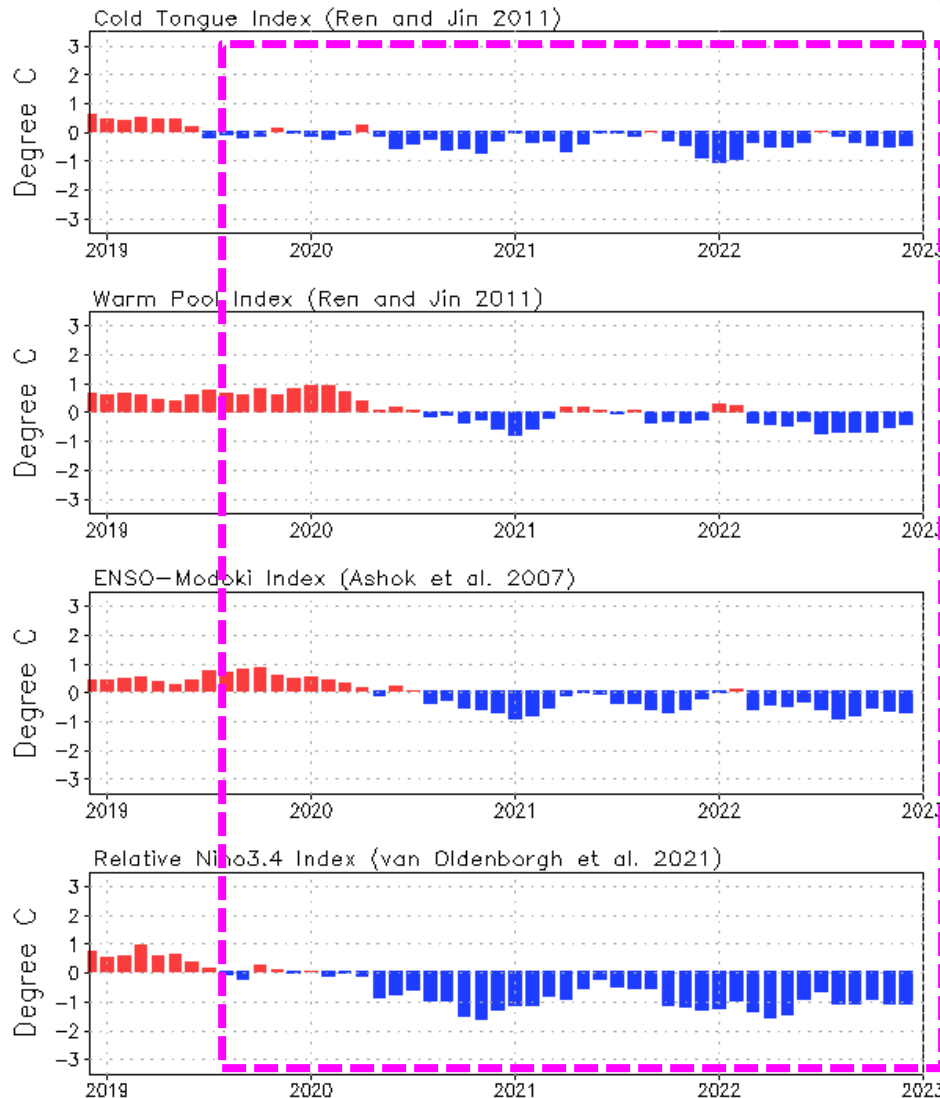 Cold Tongue Index (Ren and Jin 2011)
Degree C
3
2
1
0
−1
−2
−3
2019 2020 2021 2022 2023
Warm Pool Index (Ren and Jin 2011)
Degree C
3
2
1
0
−1
−2
−3
2019 2020 2021 2022 2023
ENSO−Modoki Index (Ashok et al. 2007)
Degree C
3
2
1
0
−1
−2
−3
2019 2020 2021 2022 2023
Relative Nino3.4 Index (van Oldenborgh et al. 2021)
Degree C
3
2
1
0
−1
−2
−3
2019 2020 2021 2022 2023